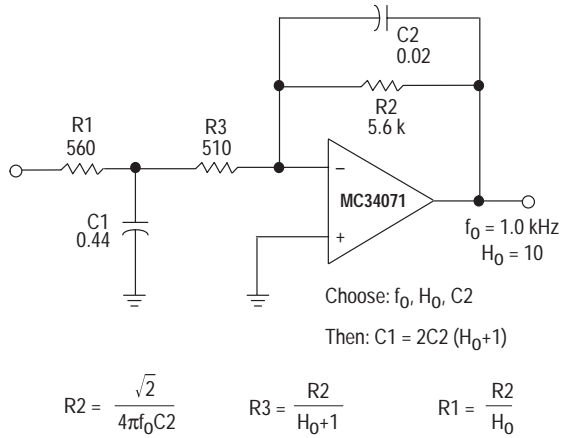 C2
0.02
R2
5.6 k
R1
560
R3
510
C1
0.44
–
+
MC34071
f₀ = 1.0 kHz
H₀ = 10
Choose: f₀, H₀, C2
Then: C1 = 2C2 (H₀+1)
R2 = √2 / 4πf₀C2
R3 = R2 / H₀+1
R1 = R2 / H₀